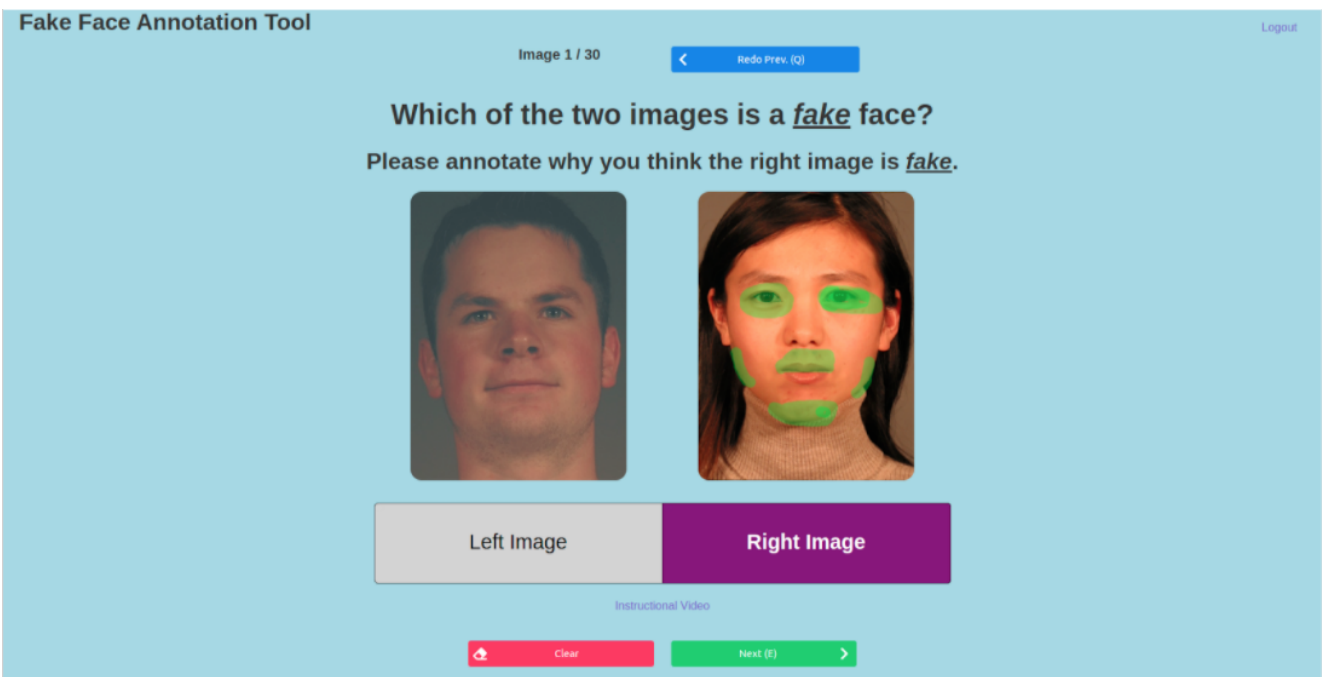 Fake Face Annotation Tool
Logout
Image 1 / 30
Redo Prev. (Q)
Which of the two images is a fake face?
Please annotate why you think the right image is fake.
Left Image
Right Image
Instructional Video
Clear
Next (E)